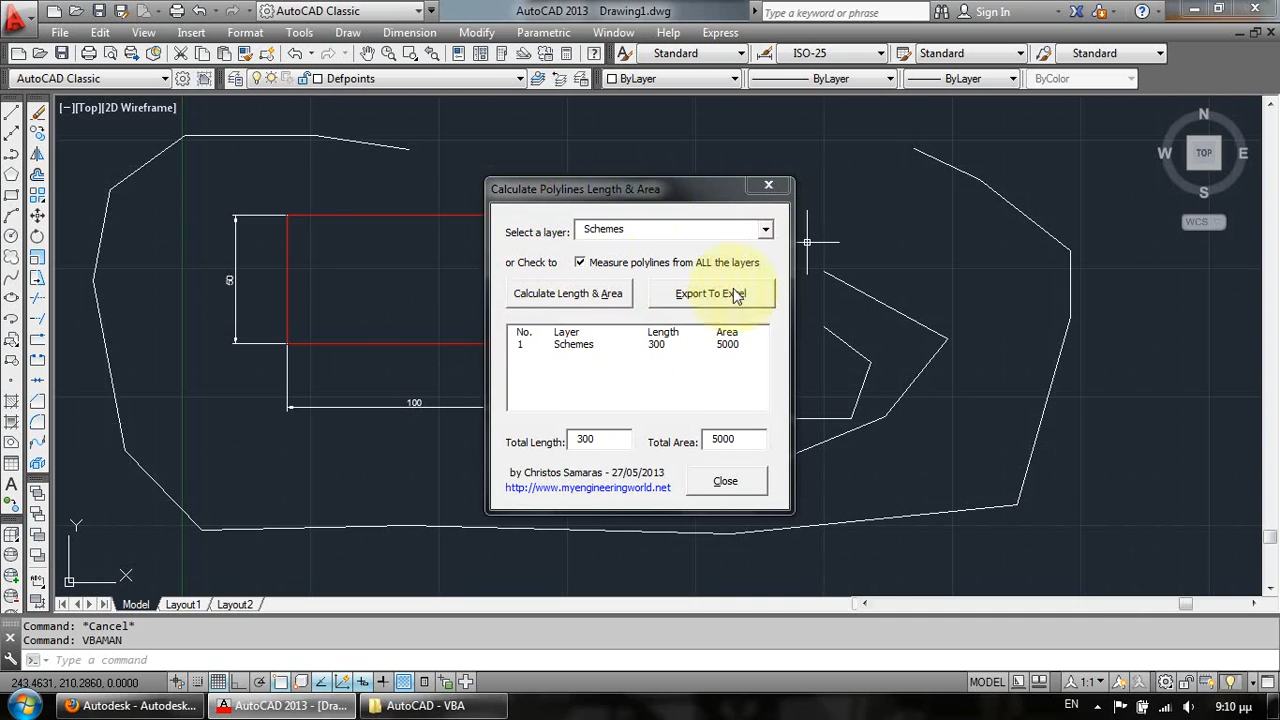 AutoCAD Classic
AutoCAD 2013 Drawing1.dwg
Type a keyword or phrase
Sign In
File Edit View Insert Format Tools Draw Dimension Modify Parametric Window Help Express
Standard
ISO-25
Standard
Standard
AutoCAD Classic
Defpoints
ByLayer
ByLayer
ByLayer
ByColor
[−][Top][2D Wireframe]
N
W TOP E
S
WCS
100
Calculate Polylines Length & Area
Select a layer: Schemes
or Check to Measure polylines from ALL the layers
Calculate Length & Area
Export To Excel
No. Layer Length Area
1 Schemes 300 5000
Total Length: 300 Total Area: 5000
by Christos Samaras - 27/05/2013
http://www.myengineeringworld.net
Close
Y
X
Model Layout1 Layout2
Command: *Cancel*
Command: VBAMAN
Type a command
243.4631, 210.2860, 0.0000
MODEL
1:1
Autodesk - Autodesk...
AutoCAD 2013 - [Dra...
AutoCAD - VBA
EN
9:10 μμ